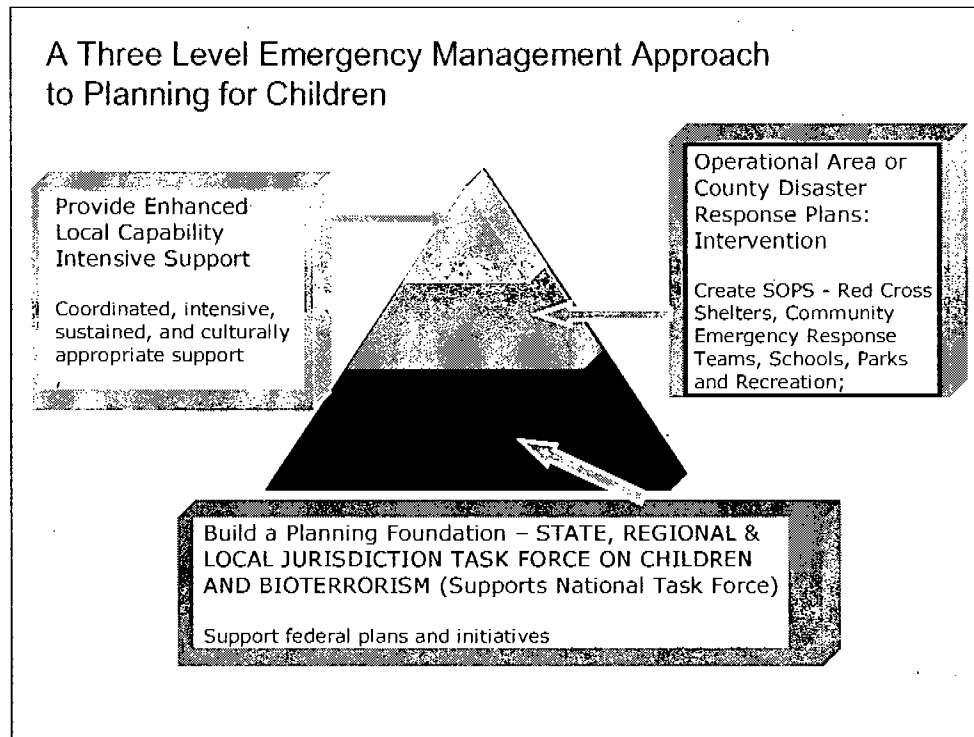 A Three Level Emergency Management Approach
to Planning for Children
Provide Enhanced
Local Capability
Intensive Support
Coordinated, intensive,
sustained, and culturally
appropriate support
,
Operational Area or
County Disaster
Response Plans:
Intervention
Create SOPS - Red Cross
Shelters, Community
Emergency Response
Teams, Schools, Parks
and Recreation;
Build a Planning Foundation – STATE, REGIONAL &
LOCAL JURISDICTION TASK FORCE ON CHILDREN
AND BIOTERRORISM (Supports National Task Force)
Support federal plans and initiatives